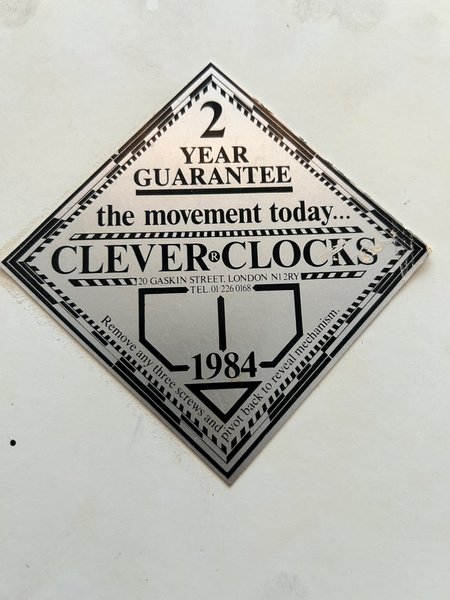 2
YEAR
GUARANTEE
the movement today...
CLEVER®CLOCKS
20 GASKIN STREET, LONDON N1 2RY
TEL. 01 226 0168
1984
Remove any three screws and pivot back to reveal mechanism.